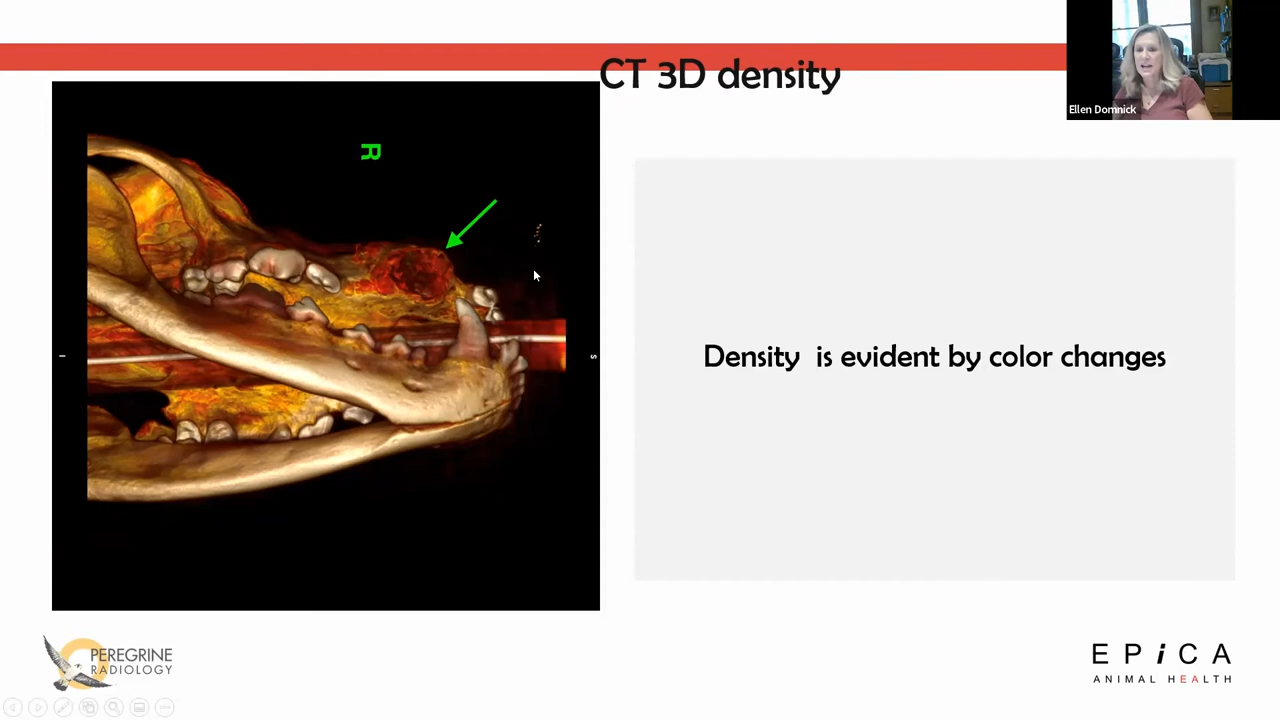 CT 3D density
Ellen Domnick
R
I
S
Density is evident by color changes
PEREGRINE
RADIOLOGY
EPiCA
ANIMAL HEALTH